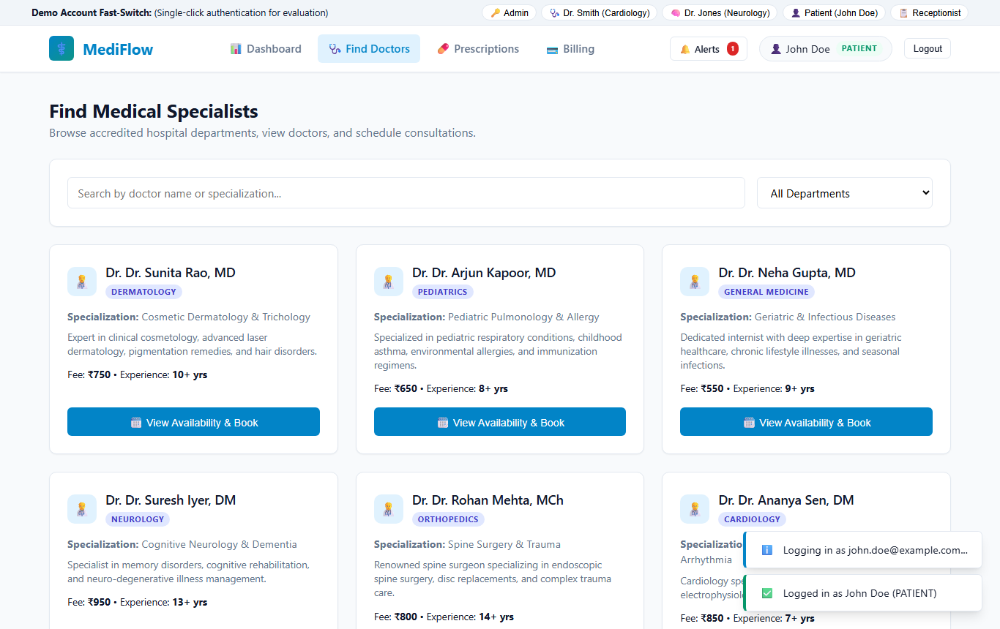 Demo Account Fast-Switch: (Single-click authentication for evaluation)
Admin
Dr. Smith (Cardiology)
Dr. Jones (Neurology)
Patient (John Doe)
Receptionist
MediFlow
Dashboard
Find Doctors
Prescriptions
Billing
Alerts 1
John Doe PATIENT
Logout
Find Medical Specialists
Browse accredited hospital departments, view doctors, and schedule consultations.
Search by doctor name or specialization...
All Departments
Dr. Dr. Sunita Rao, MD
DERMATOLOGY
Specialization: Cosmetic Dermatology & Trichology
Expert in clinical cosmetology, advanced laser
dermatology, pigmentation remedies, and hair disorders.
Fee: ₹750 • Experience: 10+ yrs
View Availability & Book
Dr. Dr. Arjun Kapoor, MD
PEDIATRICS
Specialization: Pediatric Pulmonology & Allergy
Specialized in pediatric respiratory conditions, childhood
asthma, environmental allergies, and immunization
regimens.
Fee: ₹650 • Experience: 8+ yrs
View Availability & Book
Dr. Dr. Neha Gupta, MD
GENERAL MEDICINE
Specialization: Geriatric & Infectious Diseases
Dedicated internist with deep expertise in geriatric
healthcare, chronic lifestyle illnesses, and seasonal
infections.
Fee: ₹550 • Experience: 9+ yrs
View Availability & Book
Dr. Dr. Suresh Iyer, DM
NEUROLOGY
Specialization: Cognitive Neurology & Dementia
Specialist in memory disorders, cognitive rehabilitation,
and neuro-degenerative illness management.
Fee: ₹950 • Experience: 13+ yrs
Dr. Dr. Rohan Mehta, MCh
ORTHOPEDICS
Specialization: Spine Surgery & Trauma
Renowned spine surgeon specializing in endoscopic
spine surgery, disc replacements, and complex trauma
care.
Fee: ₹800 • Experience: 14+ yrs
Dr. Dr. Ananya Sen, DM
CARDIOLOGY
Arrhythmia
Cardiology
Fee: ₹850 • Experience: 7+ yrs
Logging in as john.doe@example.com...
Logged in as John Doe (PATIENT)